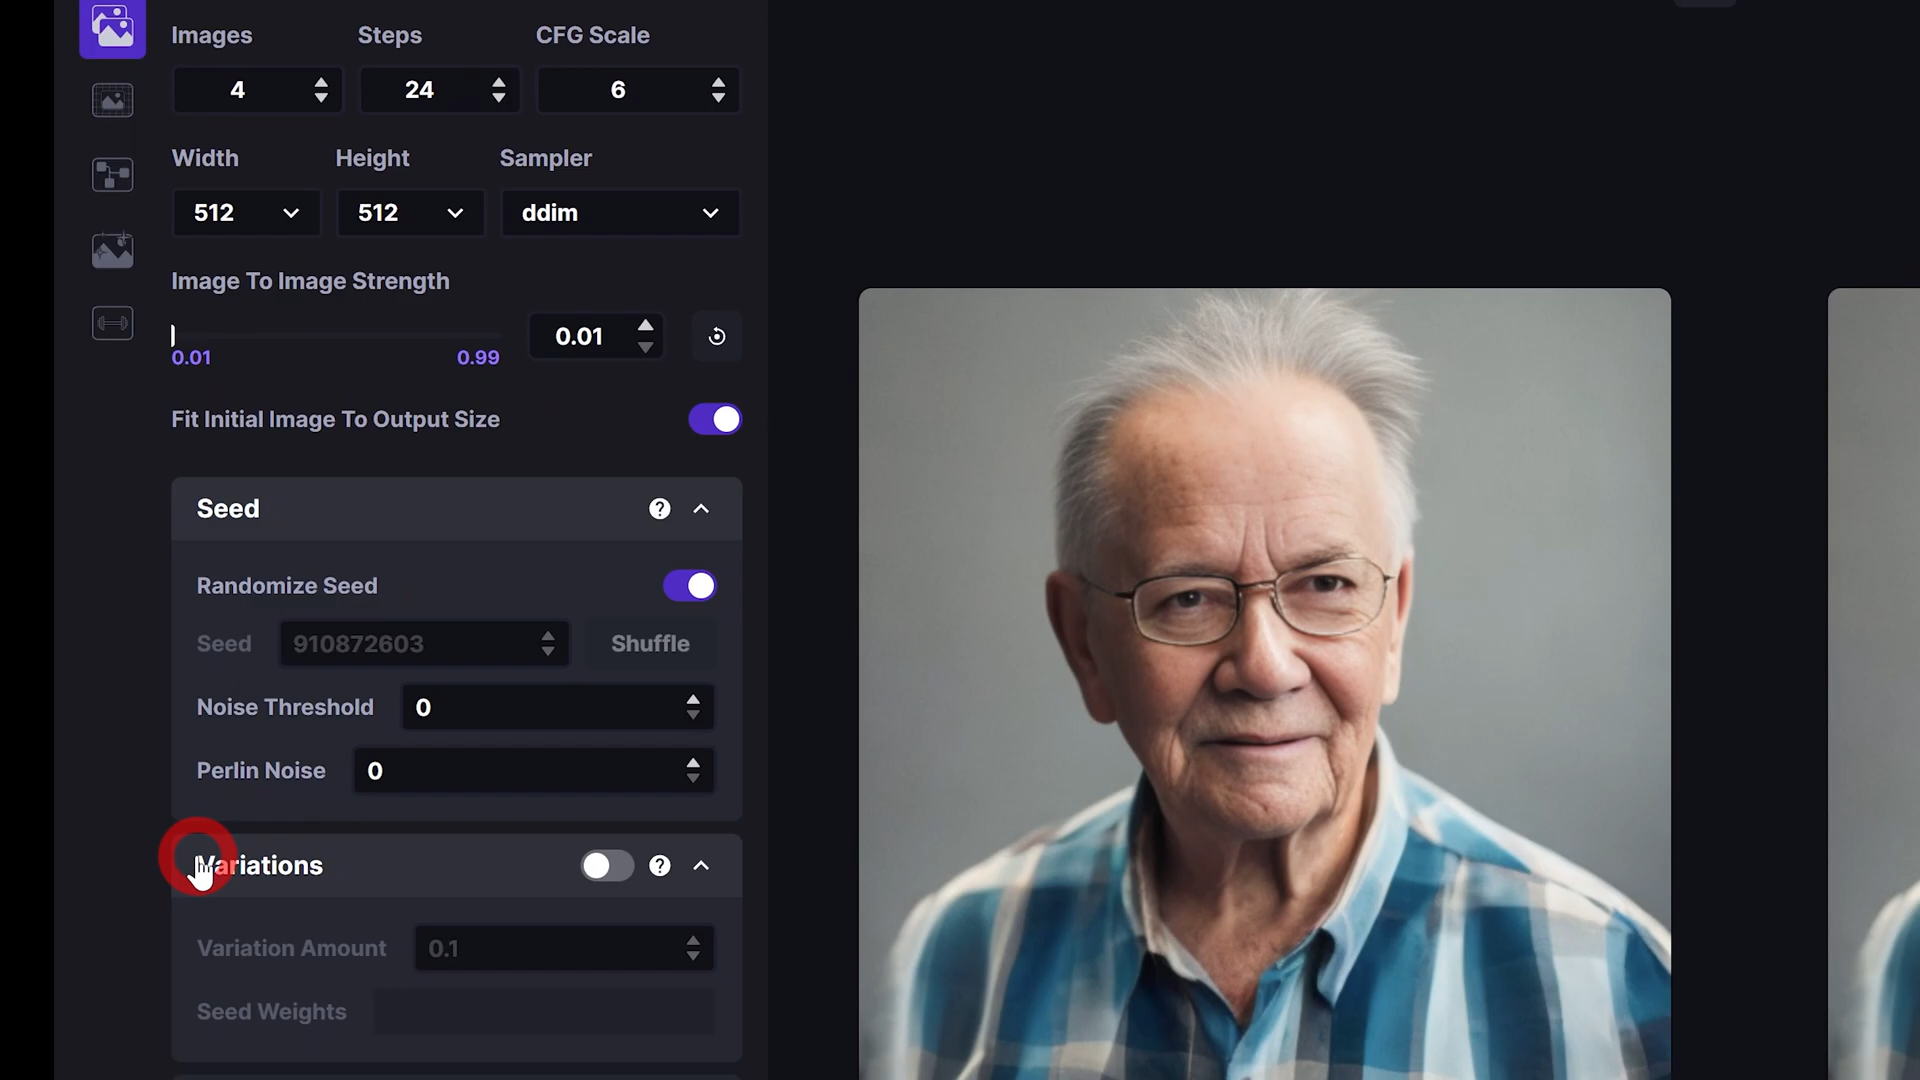 Images Steps CFG Scale
4 24 6
Width Height Sampler
512 512 ddim
Image To Image Strength
0.01
0.01 0.99
Fit Initial Image To Output Size
Seed
Randomize Seed
Seed 910872603 Shuffle
Noise Threshold 0
Perlin Noise 0
Variations
Variation Amount 0.1
Seed Weights